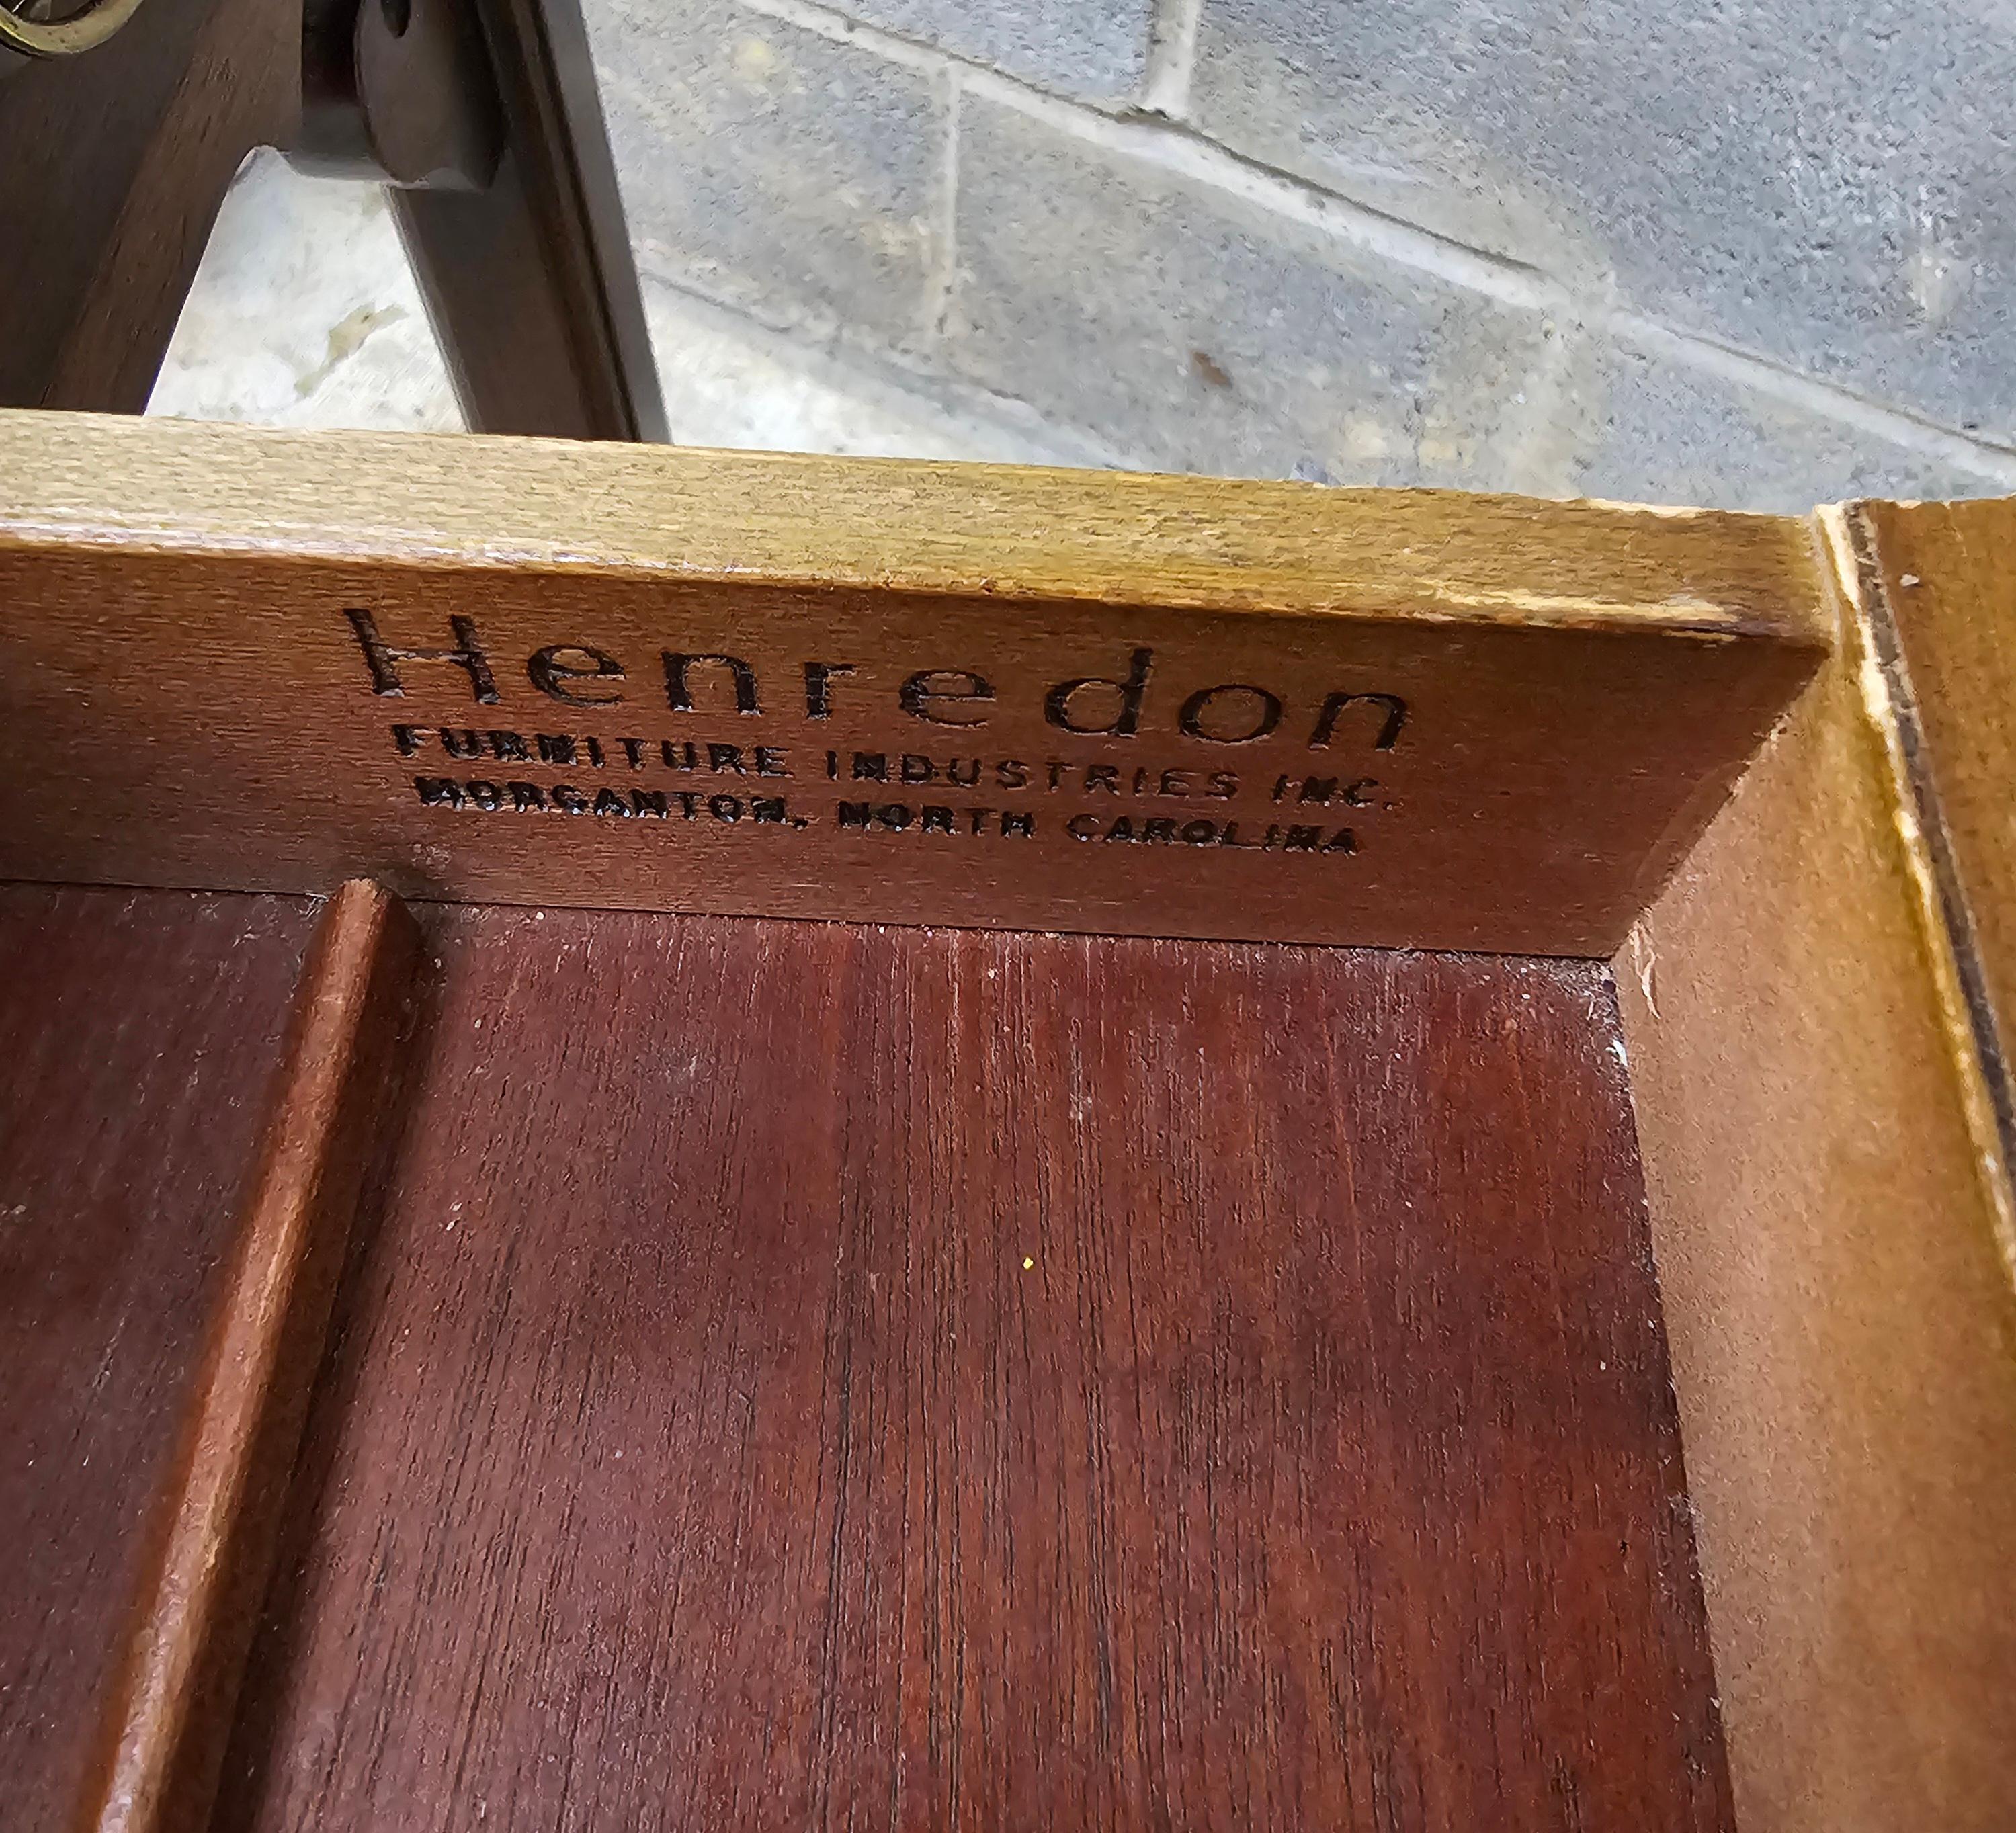 Henredon
FURNITURE INDUSTRIES INC.
MORGANTON, NORTH CAROLINA